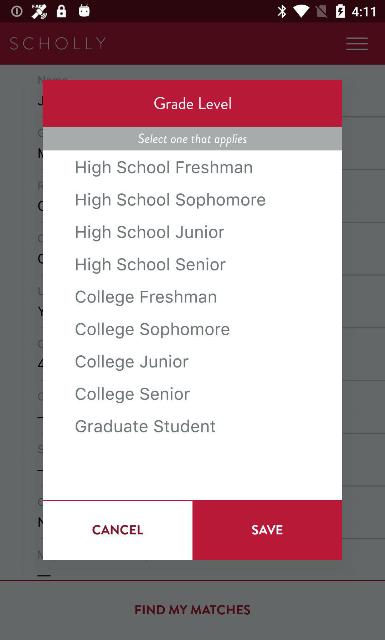 4:11
SCHOLLY
Name
Grade Level
Select one that applies
High School Freshman
High School Sophomore
High School Junior
High School Senior
College Freshman
College Sophomore
College Junior
College Senior
Graduate Student
CANCEL
SAVE
FIND MY MATCHES